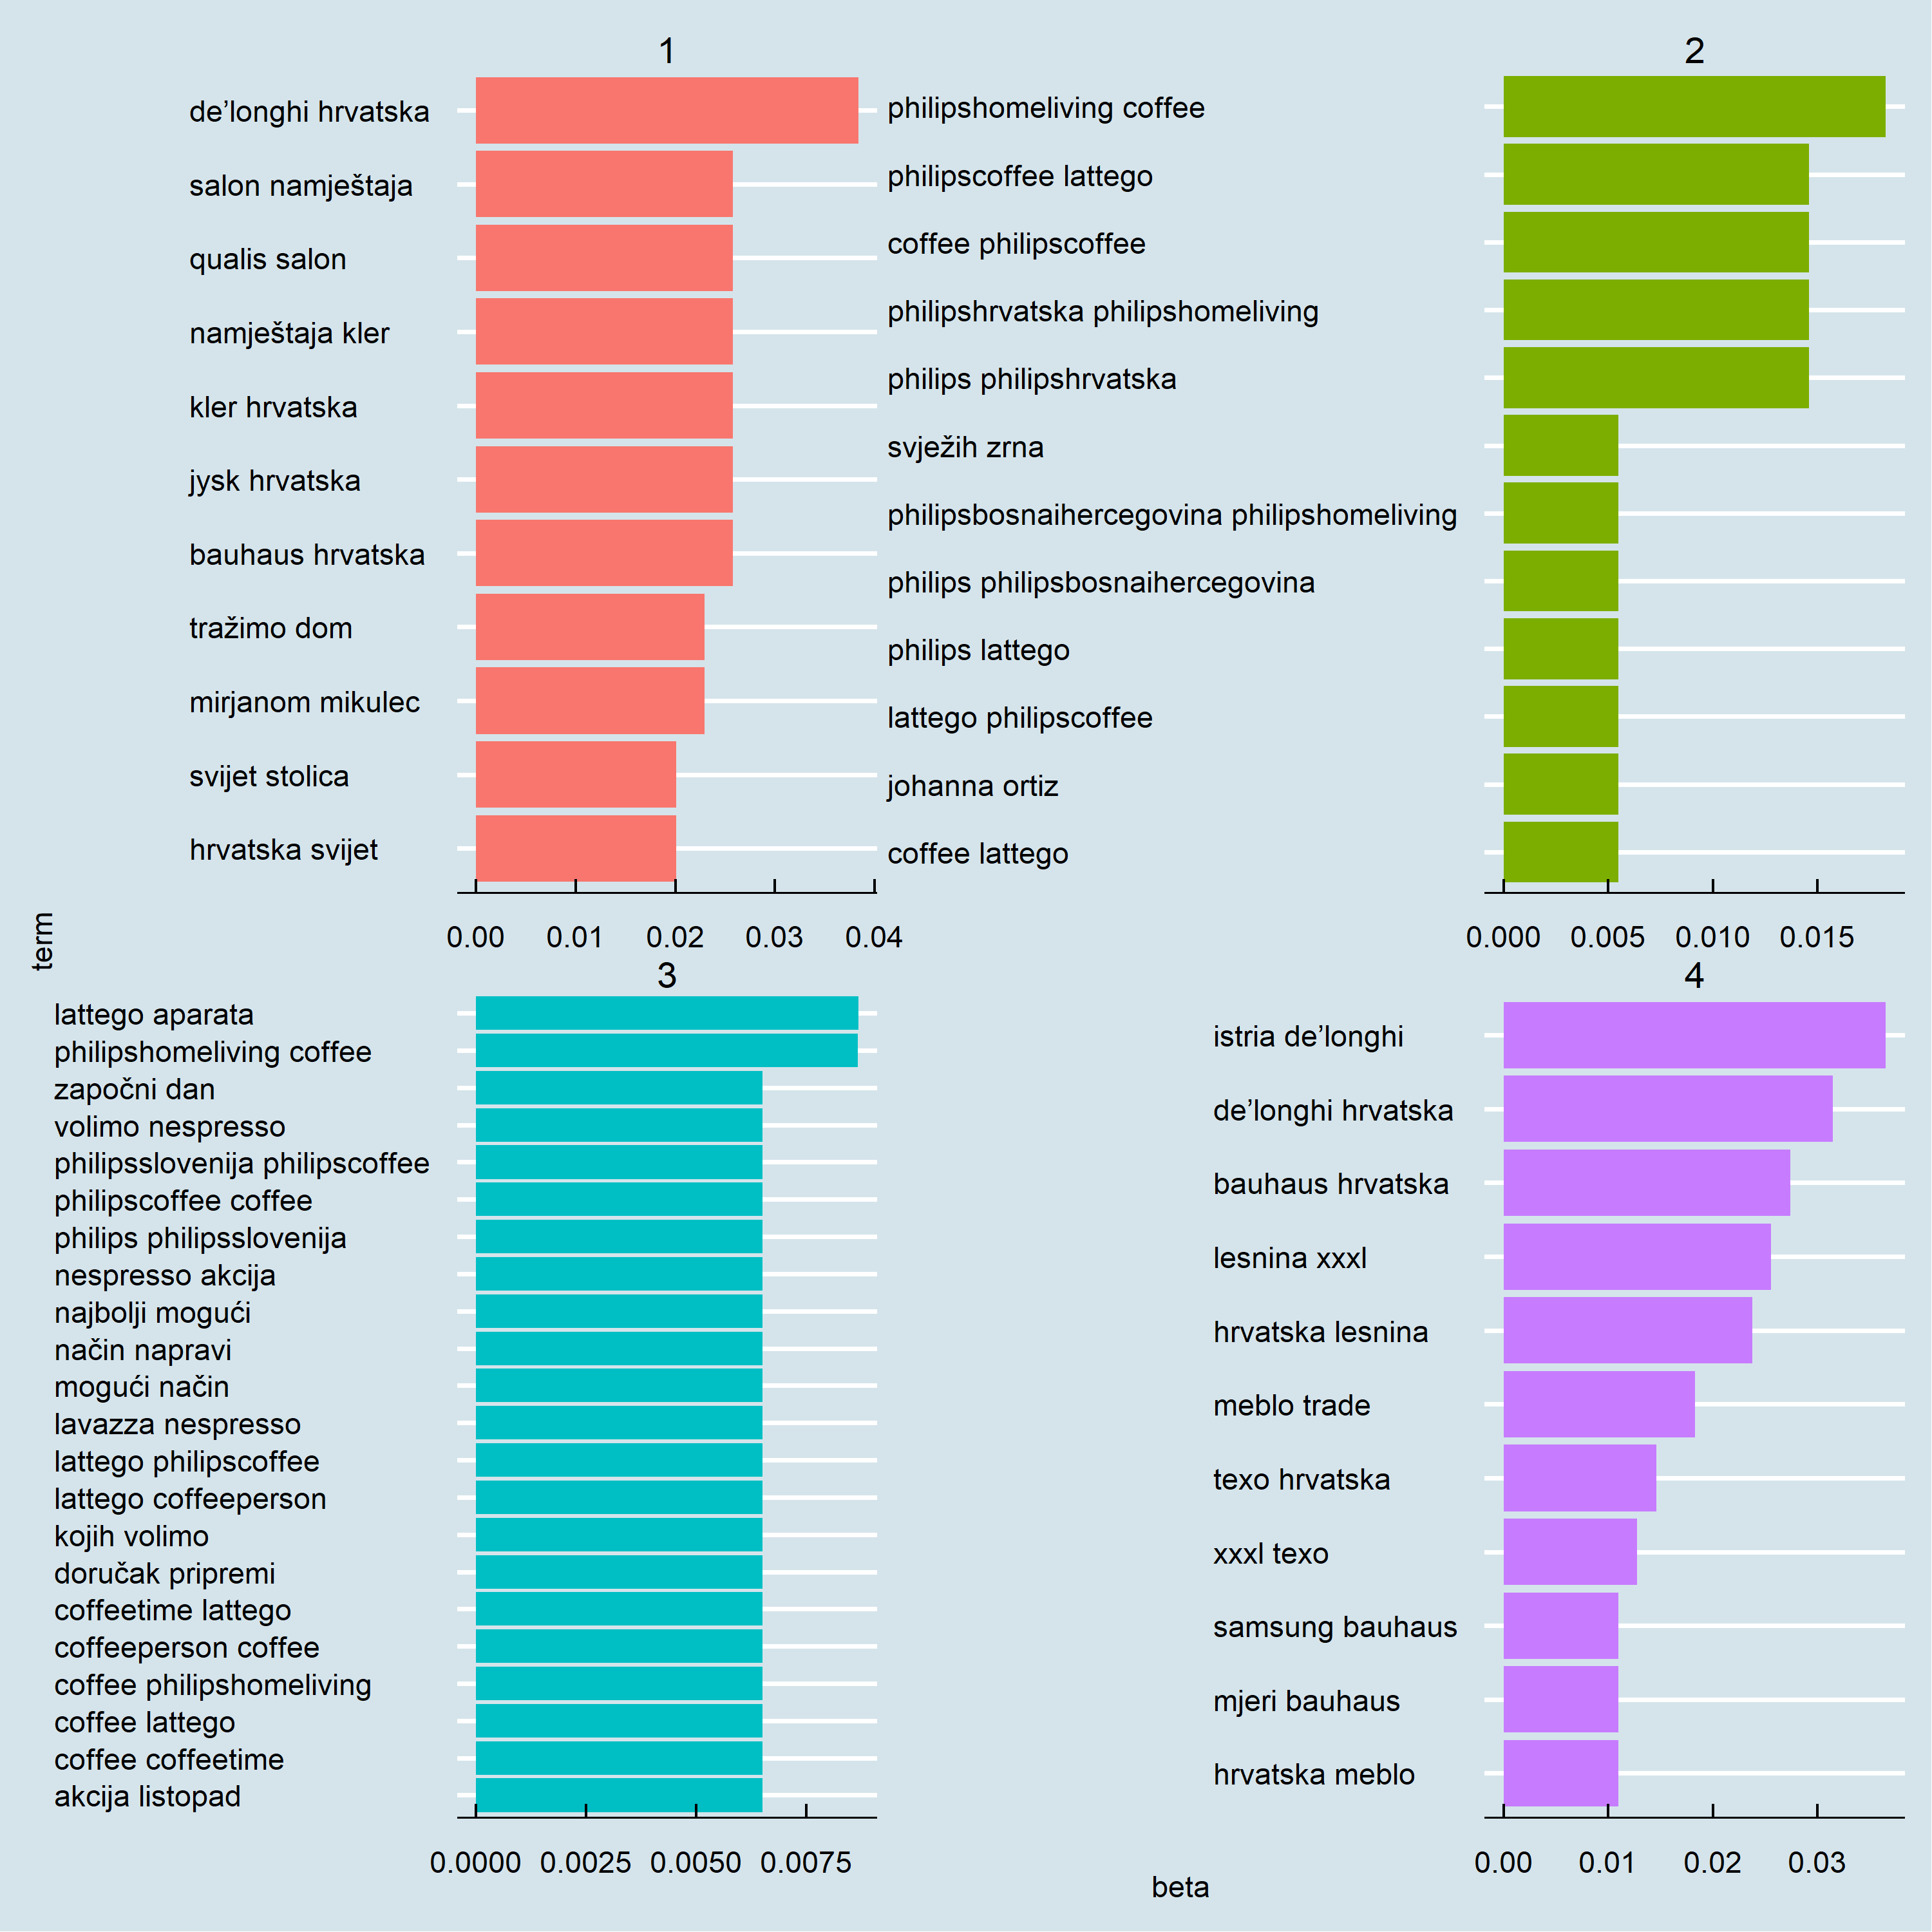 1
de’longhi hrvatska
salon namještaja
qualis salon
namještaja kler
kler hrvatska
jysk hrvatska
bauhaus hrvatska
tražimo dom
mirjanom mikulec
svijet stolica
hrvatska svijet
0.00 0.01 0.02 0.03 0.04
2
philipshomeliving coffee
philipscoffee lattego
coffee philipscoffee
philipshrvatska philipshomeliving
philips philipshrvatska
svježih zrna
philipsbosnaihercegovina philipshomeliving
philips philipsbosnaihercegovina
philips lattego
lattego philipscoffee
johanna ortiz
coffee lattego
0.000 0.005 0.010 0.015
term
3
lattego aparata
philipshomeliving coffee
započni dan
volimo nespresso
philipsslovenija philipscoffee
philipscoffee coffee
philips philipsslovenija
nespresso akcija
najbolji mogući
način napravi
mogući način
lavazza nespresso
lattego philipscoffee
lattego coffeeperson
kojih volimo
doručak pripremi
coffeetime lattego
coffeeperson coffee
coffee philipshomeliving
coffee lattego
coffee coffeetime
akcija listopad
0.0000 0.0025 0.0050 0.0075
4
istria de’longhi
de’longhi hrvatska
bauhaus hrvatska
lesnina xxxl
hrvatska lesnina
meblo trade
texo hrvatska
xxxl texo
samsung bauhaus
mjeri bauhaus
hrvatska meblo
0.00 0.01 0.02 0.03
beta